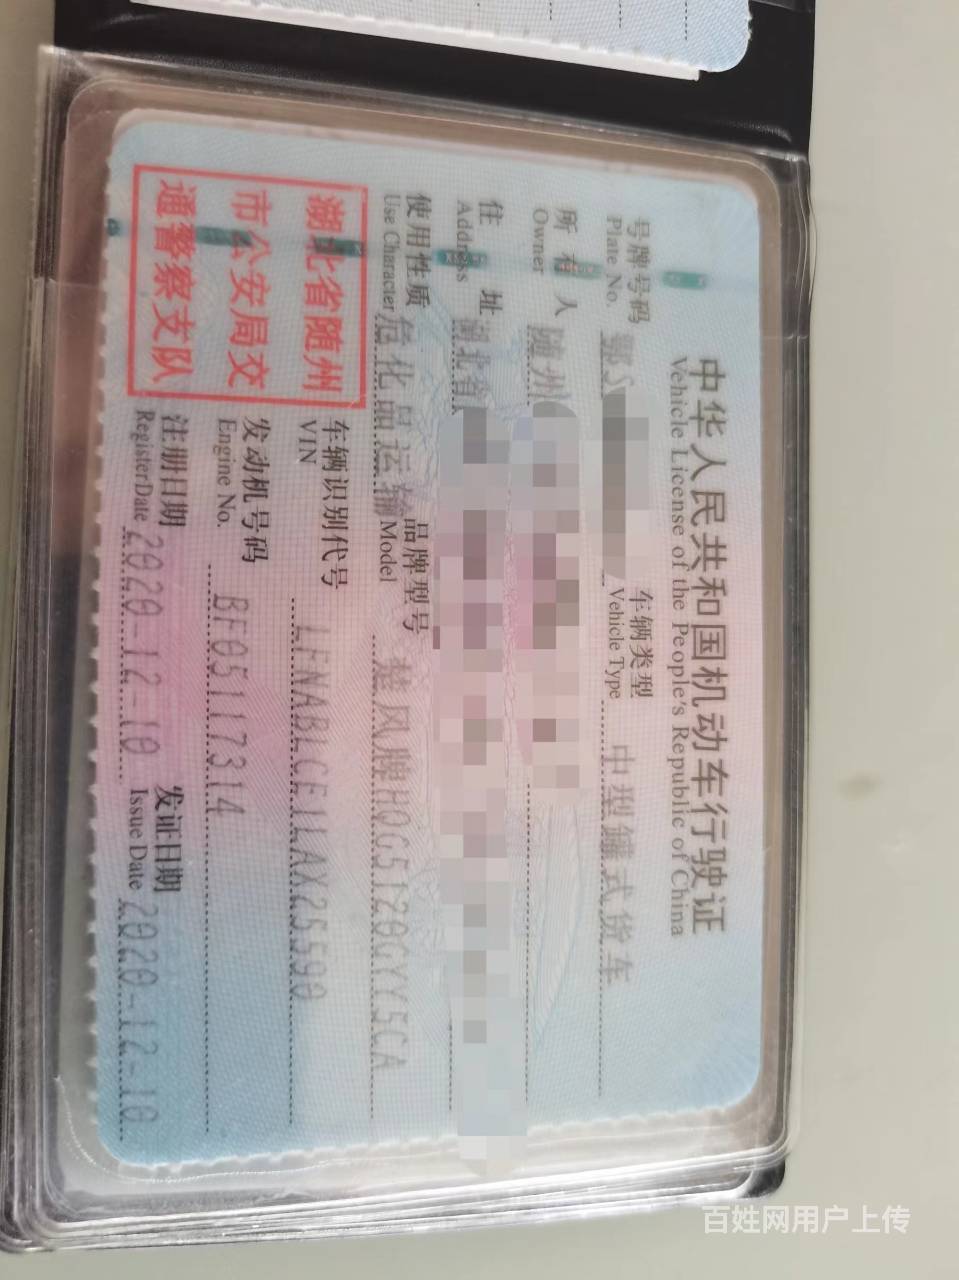 中华人民共和国机动车行驶证
Vehicle License of the People's Republic of China
号牌号码 鄂S 车辆类型 中型罐式货车
Plate No. Vehicle Type
所有人 随州
Owner
住址 湖北省
Address
使用性质 危化品运输 品牌型号 楚风牌HQG5120GYY5CA
Use Character Model
湖北省随州
市公安局交
通警察支队
车辆识别代号
VIN LFNABLCE1LAX25590
发动机号码 BF05117314
Engine No.
注册日期 2020-12-10 发证日期 2020-12-10
Register Date Issue Date
百姓网用户上传